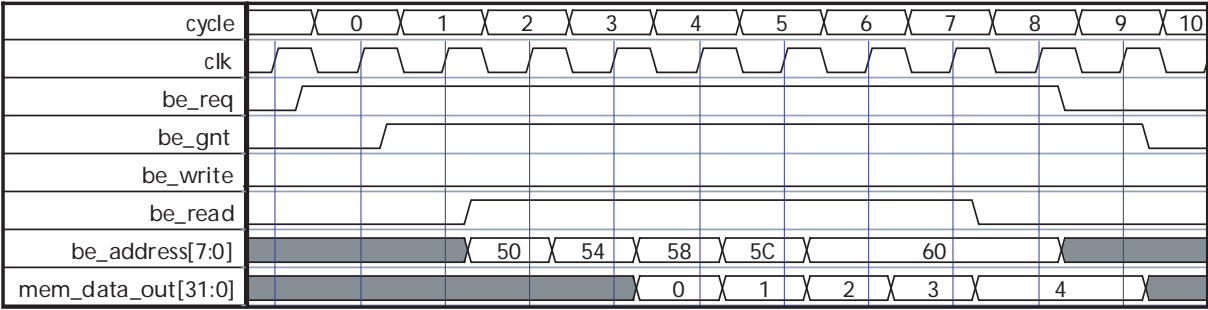 cycle 0 1 2 3 4 5 6 7 8 9 10
clk
be_req
be_gnt
be_write
be_read
be_address[7:0] 50 54 58 5C 60
mem_data_out[31:0] 0 1 2 3 4